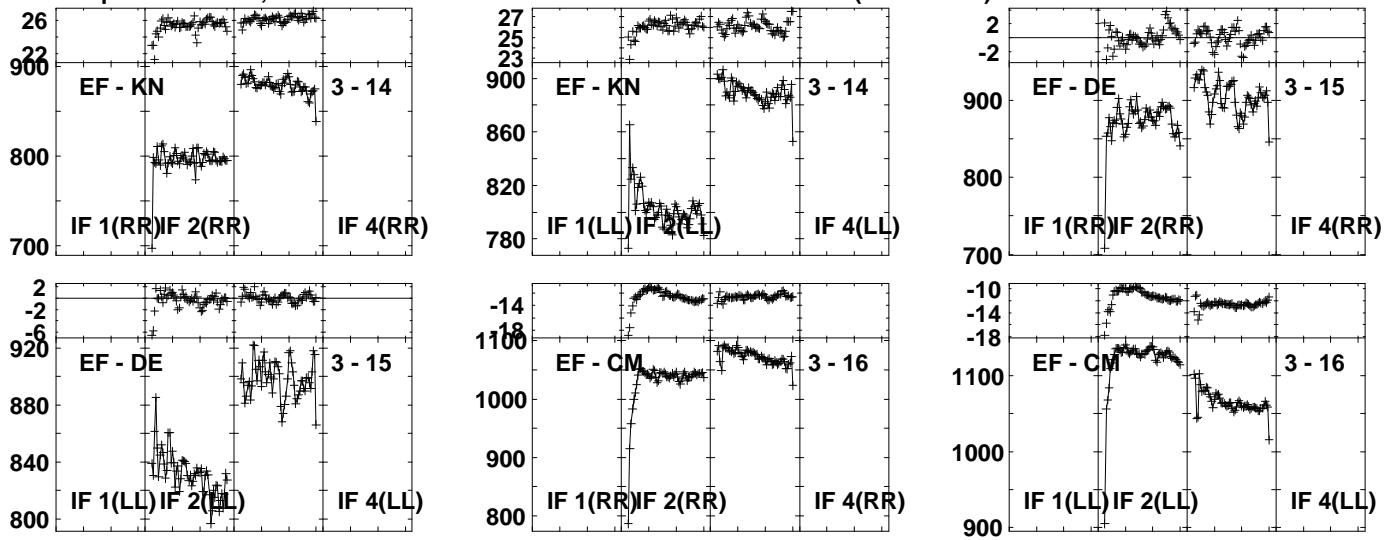 26
22
900
EF - KN
3 - 14
800
IF 1(RR)
IF 2(RR)
IF 4(RR)
700
27
25
23
900
EF - KN
3 - 14
860
820
IF 1(LL)
IF 2(LL)
IF 4(LL)
780
2
-2
EF - DE
3 - 15
900
800
IF 1(RR)
IF 2(RR)
IF 4(RR)
700
2
-2
-6
920
EF - DE
3 - 15
880
840
IF 1(LL)
IF 2(LL)
IF 4(LL)
800
-14
-18
1100
EF - CM
3 - 16
1000
900
IF 1(RR)
IF 2(RR)
IF 4(RR)
800
-10
-14
-18
EF - CM
3 - 16
1100
1000
IF 1(LL)
IF 2(LL)
IF 4(LL)
900